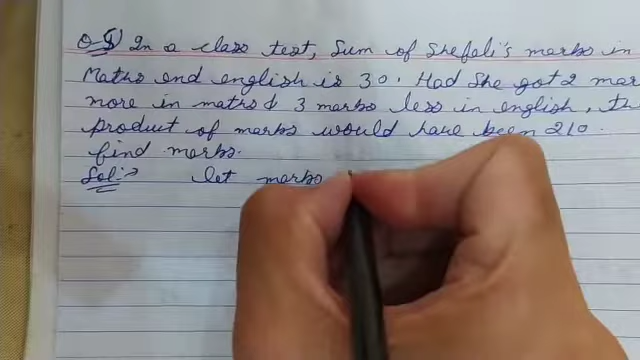 Q 5) In a class test, Sum of Shefali's marks in
Maths and english is 30. Had She got 2 mar
more in maths & 3 marks less in english, the
product of marks would have been 210.
find marks.
Sol:→ let marks